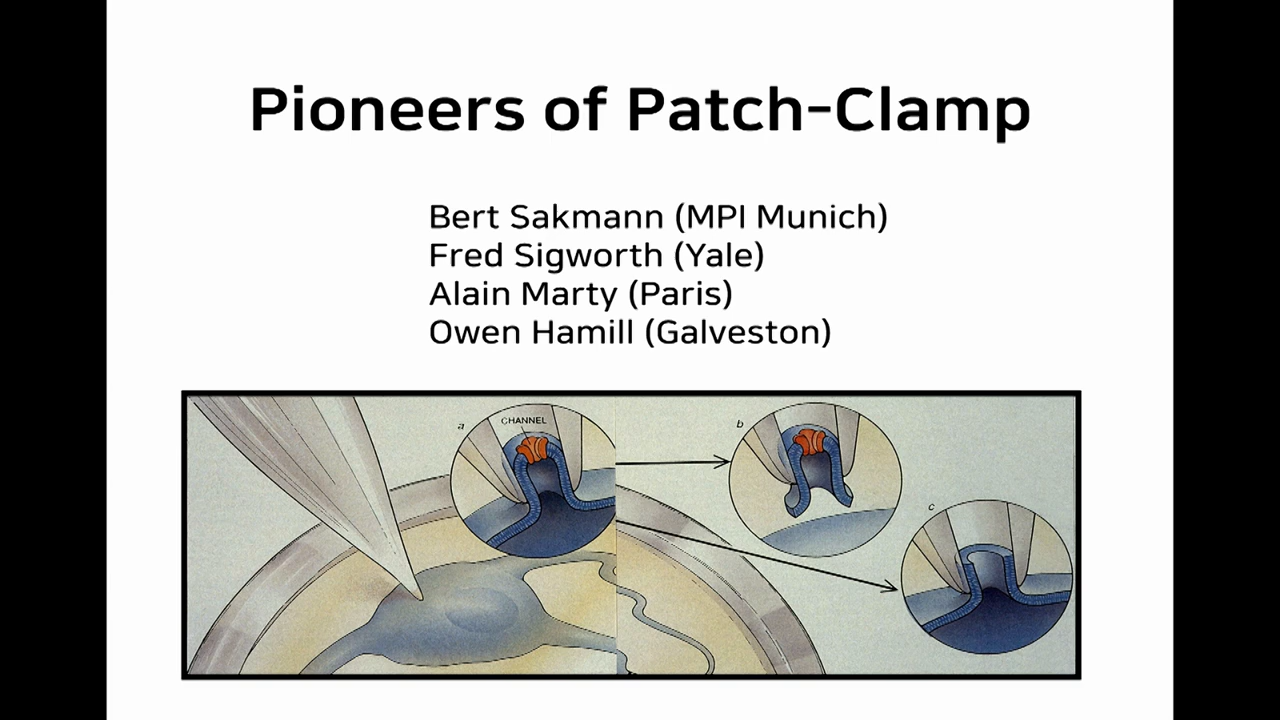 Pioneers of Patch-Clamp
Bert Sakmann (MPI Munich)
Fred Sigworth (Yale)
Alain Marty (Paris)
Owen Hamill (Galveston)
a
CHANNEL
b
c